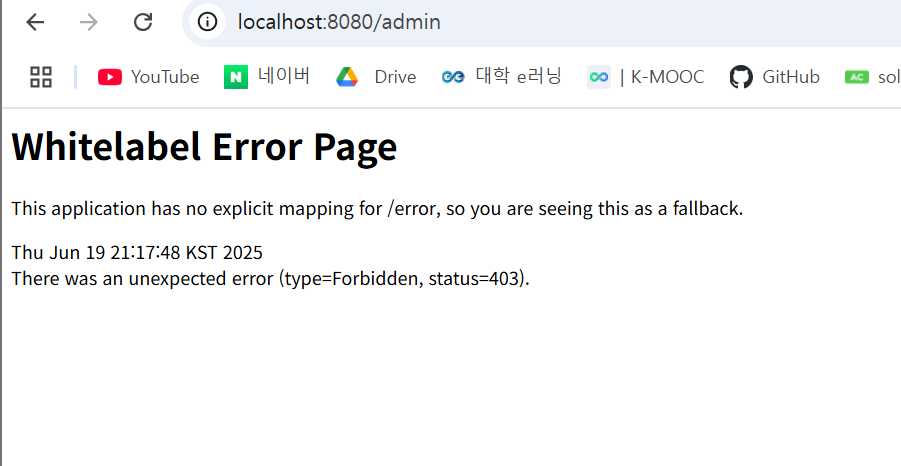 localhost:8080/admin
YouTube 네이버 Drive 대학 e러닝 | K-MOOC GitHub sol
Whitelabel Error Page
This application has no explicit mapping for /error, so you are seeing this as a fallback.
Thu Jun 19 21:17:48 KST 2025
There was an unexpected error (type=Forbidden, status=403).